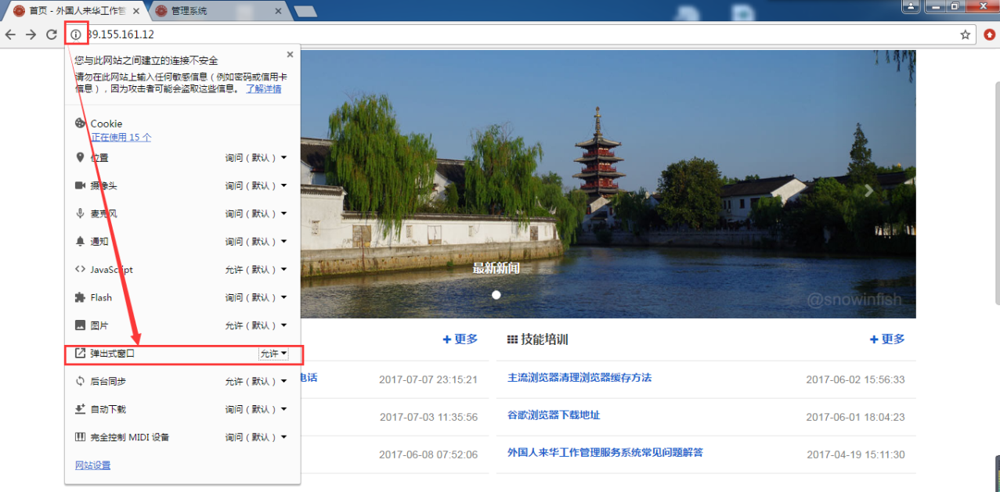 首页 - 外国人来华工作管
管理系统
39.155.161.12
您与此网站之间建立的连接不安全
请勿在此网站上输入任何敏感信息（例如密码或信用卡
信息），因为攻击者可能会盗取这些信息。 了解详情
Cookie
正在使用 15 个
位置 询问（默认）
摄像头 询问（默认）
麦克风 询问（默认）
通知 询问（默认）
JavaScript 允许（默认）
Flash 询问（默认）
图片 允许（默认）
弹出式窗口 允许
后台同步 允许（默认）
自动下载 询问（默认）
完全控制 MIDI 设备 询问（默认）
网站设置
最新新闻
@snowinfish
+ 更多
电话 2017-07-07 23:15:21
2017-07-03 11:35:56
2017-06-08 07:52:06
技能培训 + 更多
主流浏览器清理浏览器缓存方法 2017-06-02 15:56:33
谷歌浏览器下载地址 2017-06-01 18:04:23
外国人来华工作管理服务系统常见问题解答 2017-04-19 15:11:30